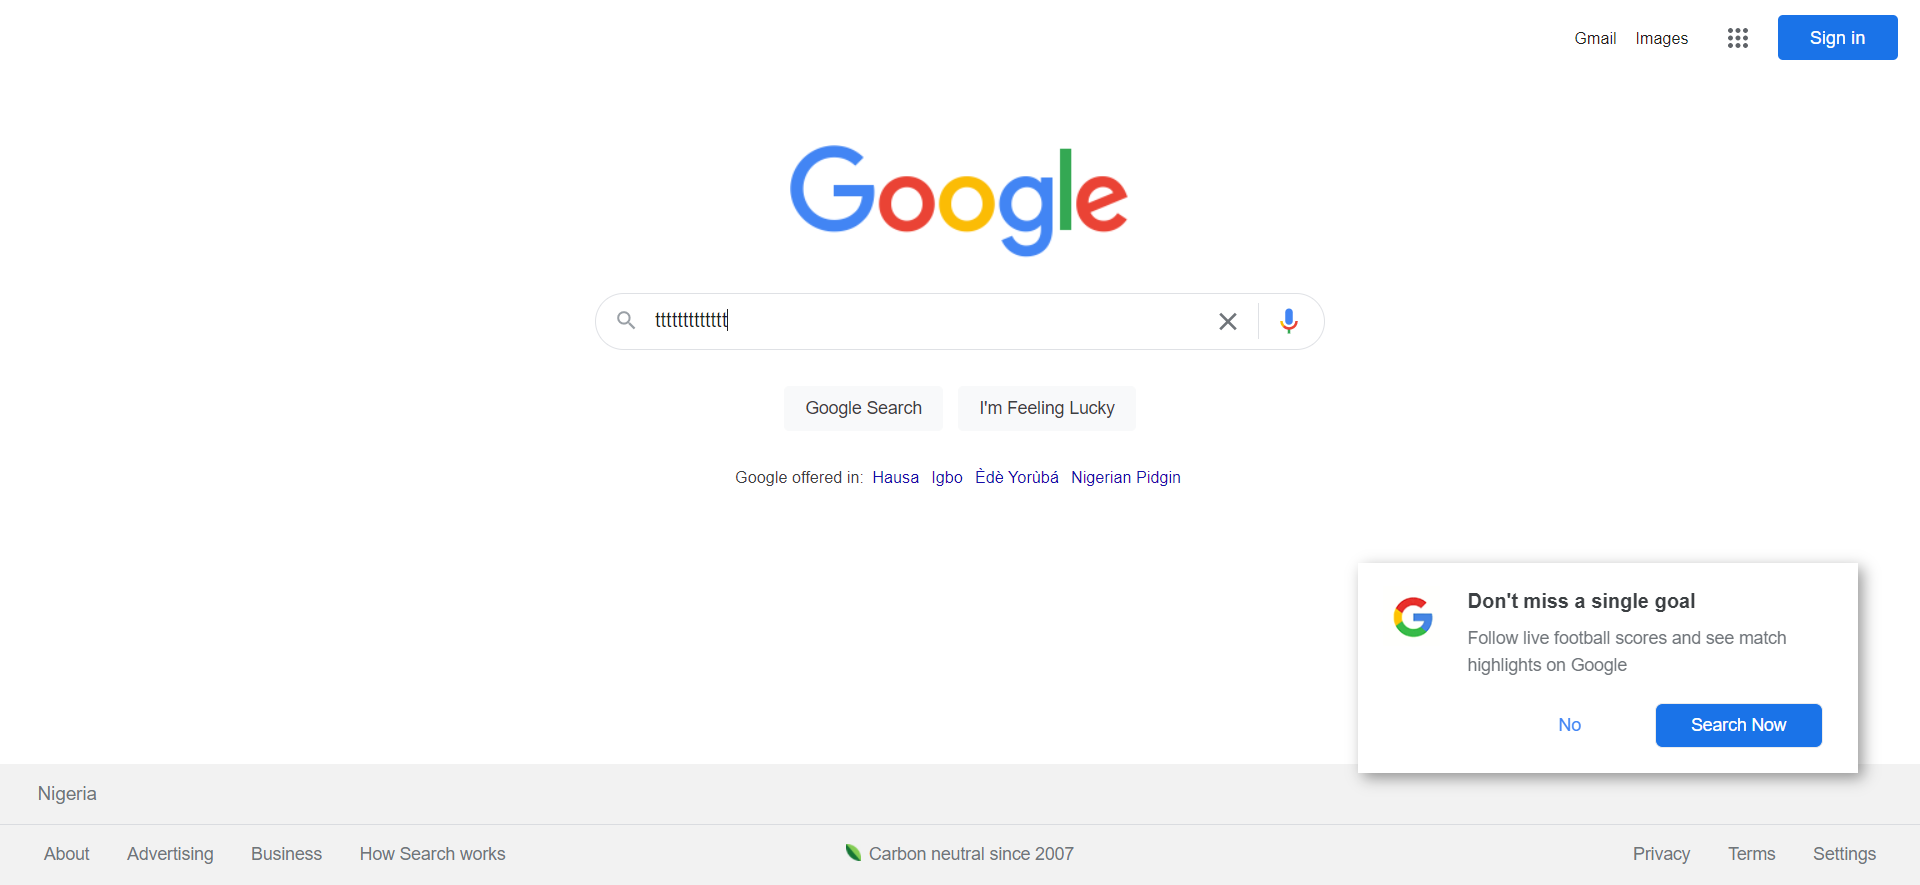 Gmail Images Sign in
Google
ttttttttttttt
Google Search I'm Feeling Lucky
Google offered in: Hausa Igbo Èdè Yorùbá Nigerian Pidgin
Don't miss a single goal
Follow live football scores and see match
highlights on Google
No Search Now
Nigeria
About Advertising Business How Search works Carbon neutral since 2007 Privacy Terms Settings